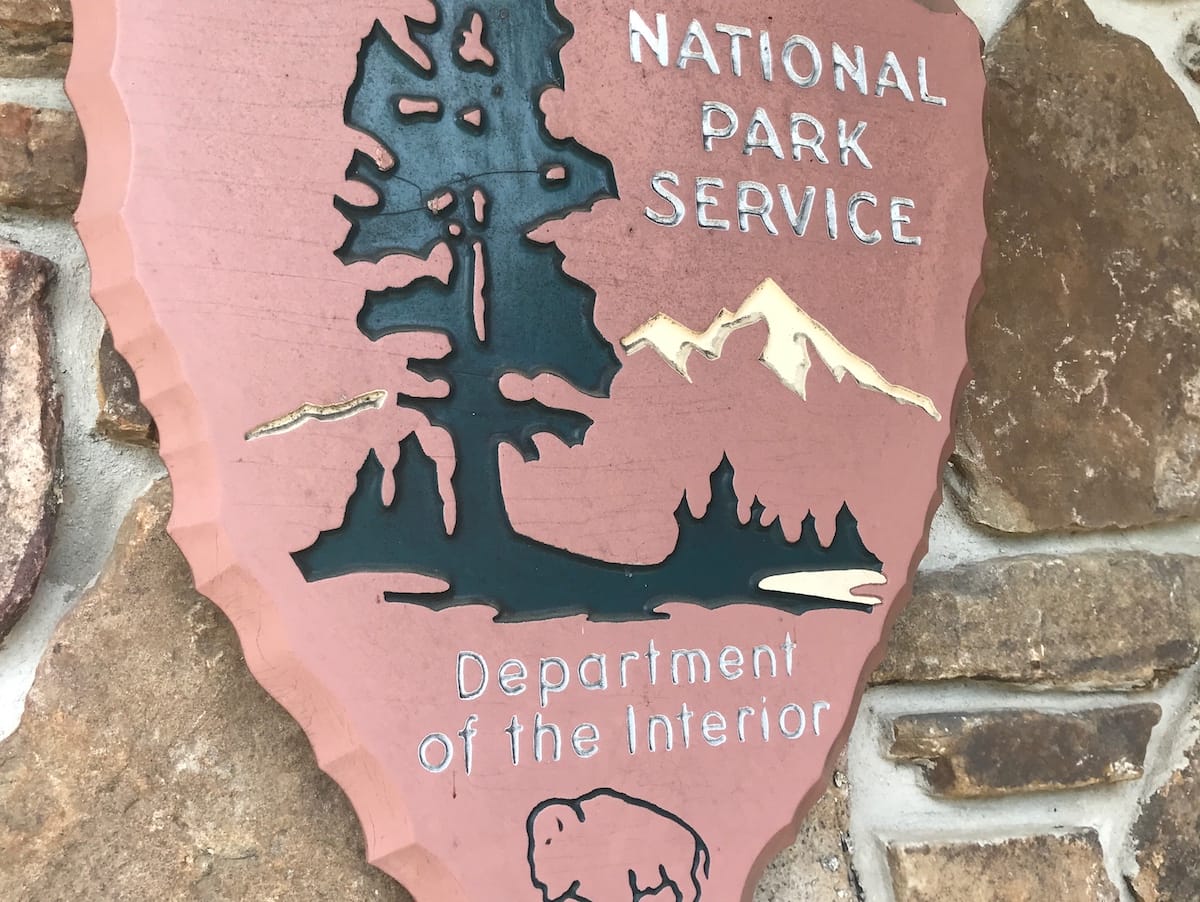 NATIONAL
PARK
SERVICE
Department
of the Interior